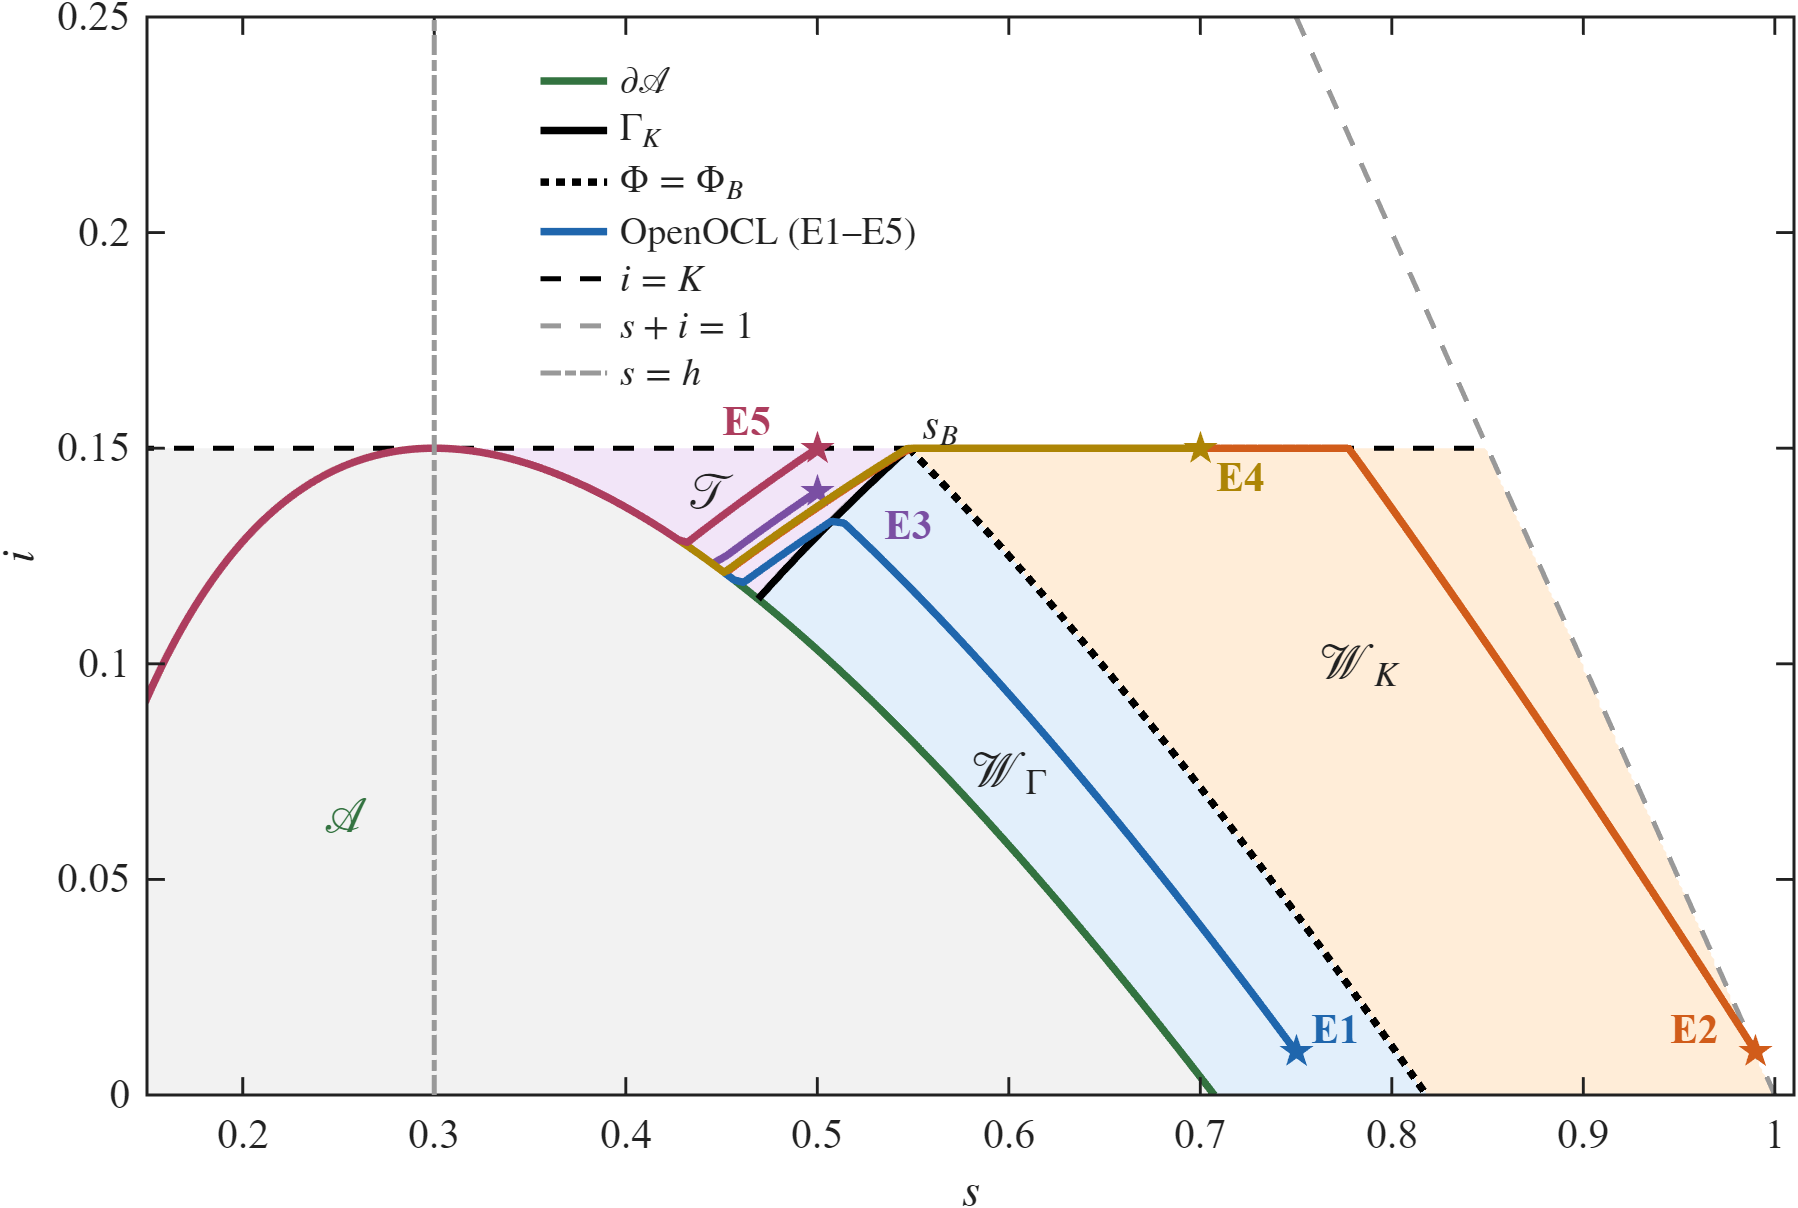 0.25
0.2
0.15
0.1
0.05
0
i
∂𝒜
Γ_K
Φ = Φ_B
OpenOCL (E1–E5)
i = K
s + i = 1
s = h
E5
s_B
E4
𝒯
E3
𝒲_K
𝒲_Γ
𝒜
E1
E2
0.2 0.3 0.4 0.5 0.6 0.7 0.8 0.9 1
s